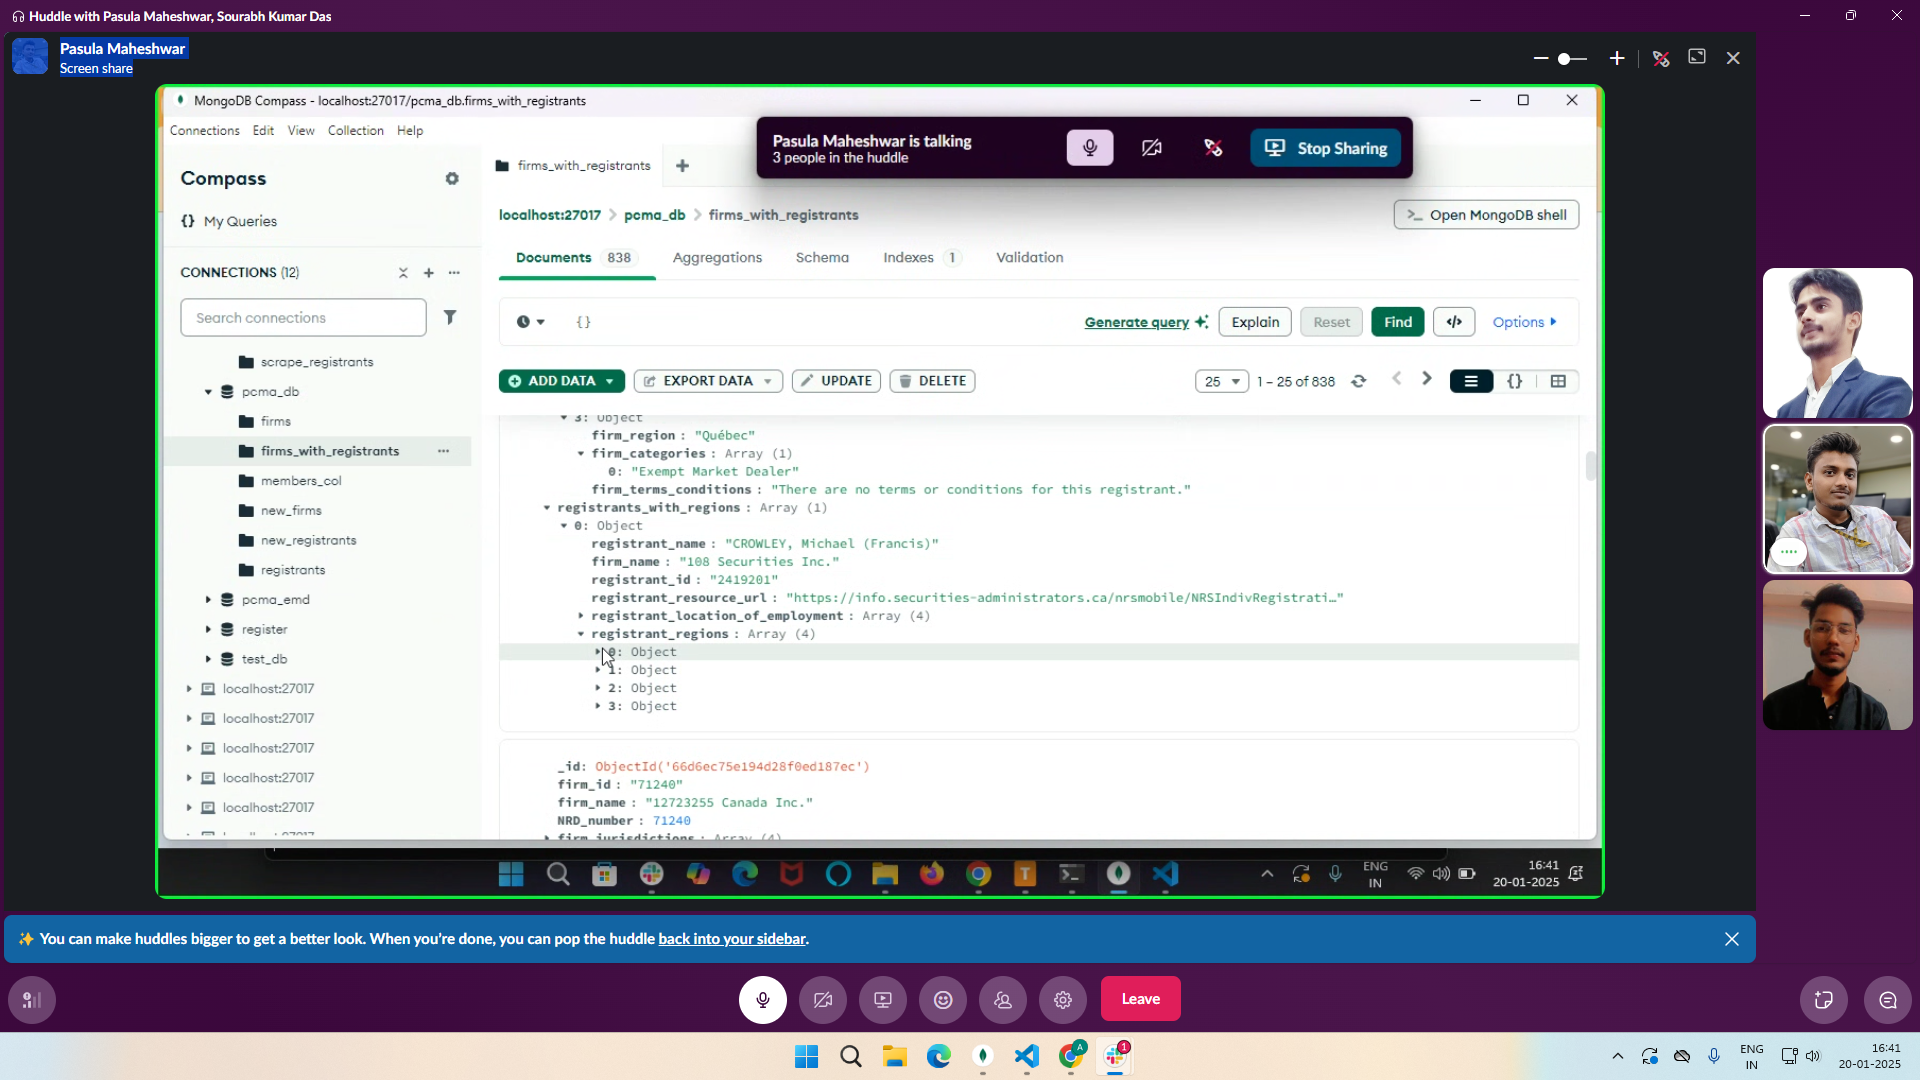 Huddle with Pasula Maheshwar, Sourabh Kumar Das
Pasula Maheshwar
Screen share
MongoDB Compass - localhost:27017/pcma_db.firms_with_registrants
Connections Edit View Collection Help
Pasula Maheshwar is talking
3 people in the huddle
Stop Sharing
Compass
{} My Queries
CONNECTIONS (12)
Search connections
scrape_registrants
pcma_db
firms
firms_with_registrants
members_col
new_firms
new_registrants
registrants
pcma_emd
register
test_db
localhost:27017
localhost:27017
localhost:27017
localhost:27017
localhost:27017
firms_with_registrants
localhost:27017 > pcma_db > firms_with_registrants
>_ Open MongoDB shell
Documents 838 Aggregations Schema Indexes 1 Validation
{}
Generate query Explain Reset Find </> Options
ADD DATA EXPORT DATA UPDATE DELETE
25 1 – 25 of 838 {}
3: Object
firm_region : "Québec"
firm_categories : Array (1)
0: "Exempt Market Dealer"
firm_terms_conditions : "There are no terms or conditions for this registrant."
registrants_with_regions : Array (1)
0: Object
registrant_name : "CROWLEY, Michael (Francis)"
firm_name : "108 Securities Inc."
registrant_id : "2419201"
registrant_resource_url : "https://info.securities-administrators.ca/nrsmobile/NRSIndivRegistrati…"
registrant_location_of_employment : Array (4)
registrant_regions : Array (4)
0: Object
1: Object
2: Object
3: Object
_id: ObjectId('66d6ec75e194d28f0ed187ec')
firm_id : "71240"
firm_name : "12723255 Canada Inc."
NRD_number : 71240
firm_jurisdictions : Array (4)
ENG
IN
16:41
20-01-2025
You can make huddles bigger to get a better look. When you're done, you can pop the huddle back into your sidebar.
Leave
A
1
ENG
IN
16:41
20-01-2025